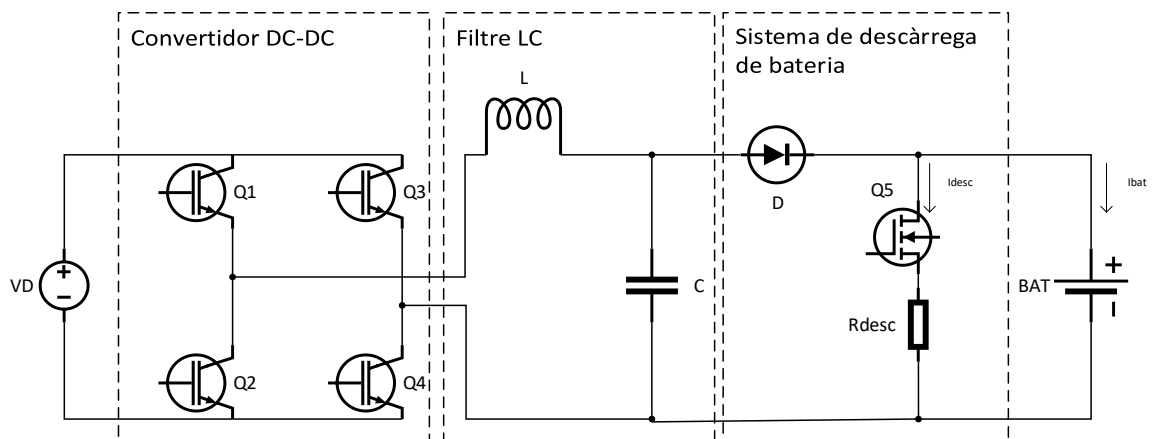 Convertidor DC-DC
Filtre LC
Sistema de descàrrega
de bateria
L
Q1
Q3
Q5
Idesc
Ibat
D
VD
+
−
C
BAT
+
−
Rdesc
Q2
Q4